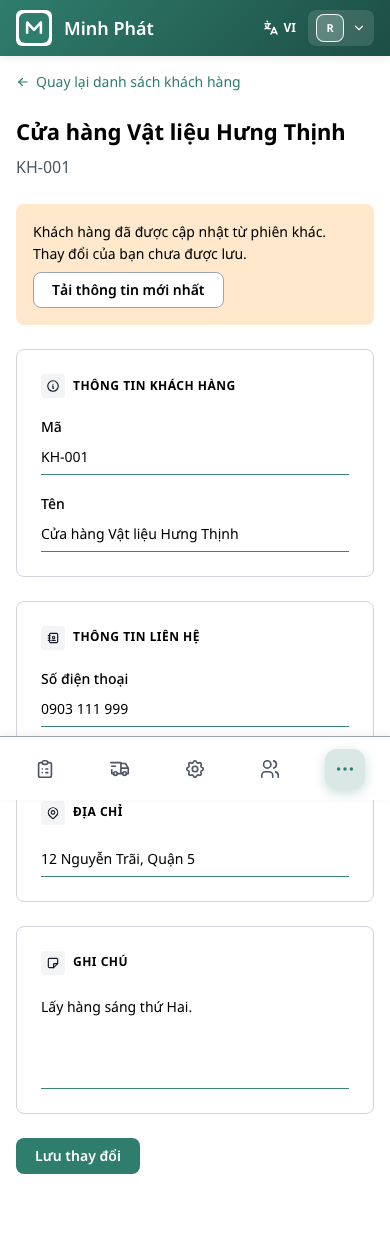 Minh Phát
VI
R
Quay lại danh sách khách hàng
Cửa hàng Vật liệu Hưng Thịnh
KH-001
Khách hàng đã được cập nhật từ phiên khác.
Thay đổi của bạn chưa được lưu.
Tải thông tin mới nhất
THÔNG TIN KHÁCH HÀNG
Mã
KH-001
Tên
Cửa hàng Vật liệu Hưng Thịnh
THÔNG TIN LIÊN HỆ
Số điện thoại
0903 111 999
ĐỊA CHỈ
12 Nguyễn Trãi, Quận 5
GHI CHÚ
Lấy hàng sáng thứ Hai.
Lưu thay đổi